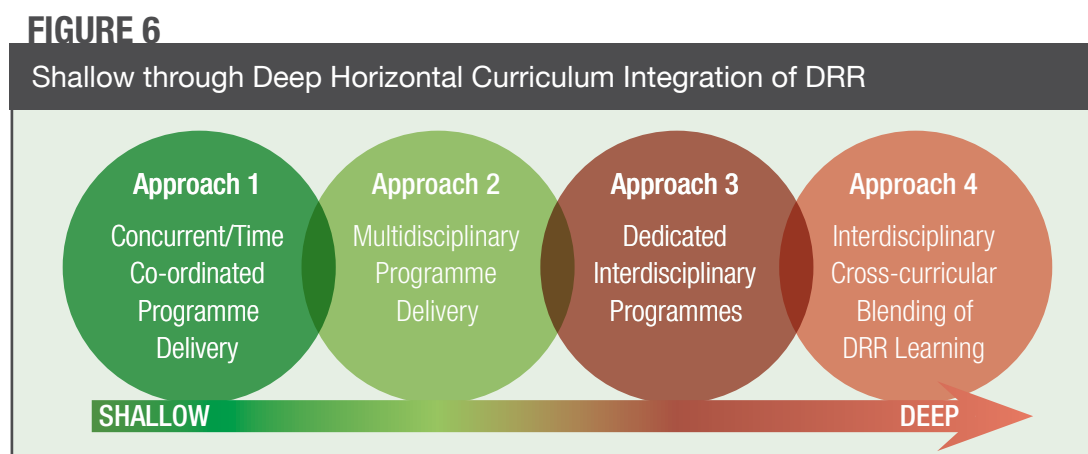 FIGURE 6
Shallow through Deep Horizontal Curriculum Integration of DRR
Approach 1
Concurrent/Time
Co-ordinated
Programme
Delivery
Approach 2
Multidisciplinary
Programme
Delivery
Approach 3
Dedicated
Interdisciplinary
Programmes
Approach 4
Interdisciplinary
Cross-curricular
Blending of
DRR Learning
SHALLOW
DEEP